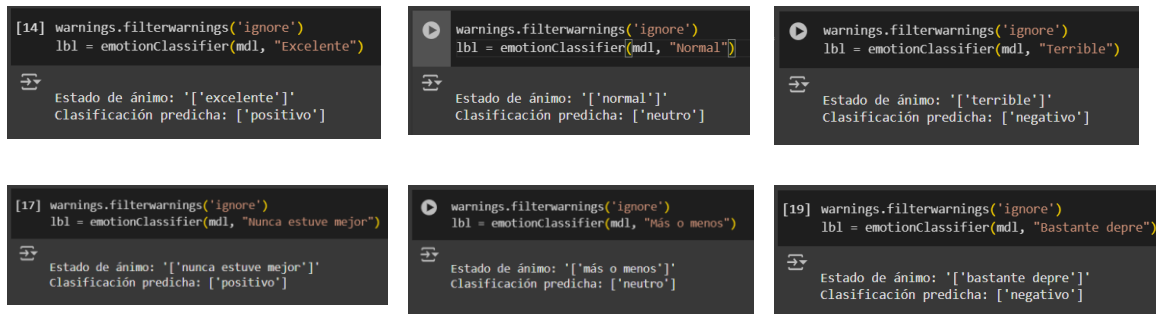 [14] warnings.filterwarnings('ignore')
lbl = emotionClassifier(mdl, "Excelente")
Estado de ánimo: '['excelente']'
Clasificación predicha: ['positivo']
warnings.filterwarnings('ignore')
lbl = emotionClassifier(mdl, "Normal")
Estado de ánimo: '['normal']'
Clasificación predicha: ['neutro']
warnings.filterwarnings('ignore')
lbl = emotionClassifier(mdl, "Terrible")
Estado de ánimo: '['terrible']'
Clasificación predicha: ['negativo']
[17] warnings.filterwarnings('ignore')
lbl = emotionClassifier(mdl, "Nunca estuve mejor")
Estado de ánimo: '['nunca estuve mejor']'
Clasificación predicha: ['positivo']
warnings.filterwarnings('ignore')
lbl = emotionClassifier(mdl, "Más o menos")
Estado de ánimo: '['más o menos']'
Clasificación predicha: ['neutro']
[19] warnings.filterwarnings('ignore')
lbl = emotionClassifier(mdl, "Bastante depre")
Estado de ánimo: '['bastante depre']'
Clasificación predicha: ['negativo']